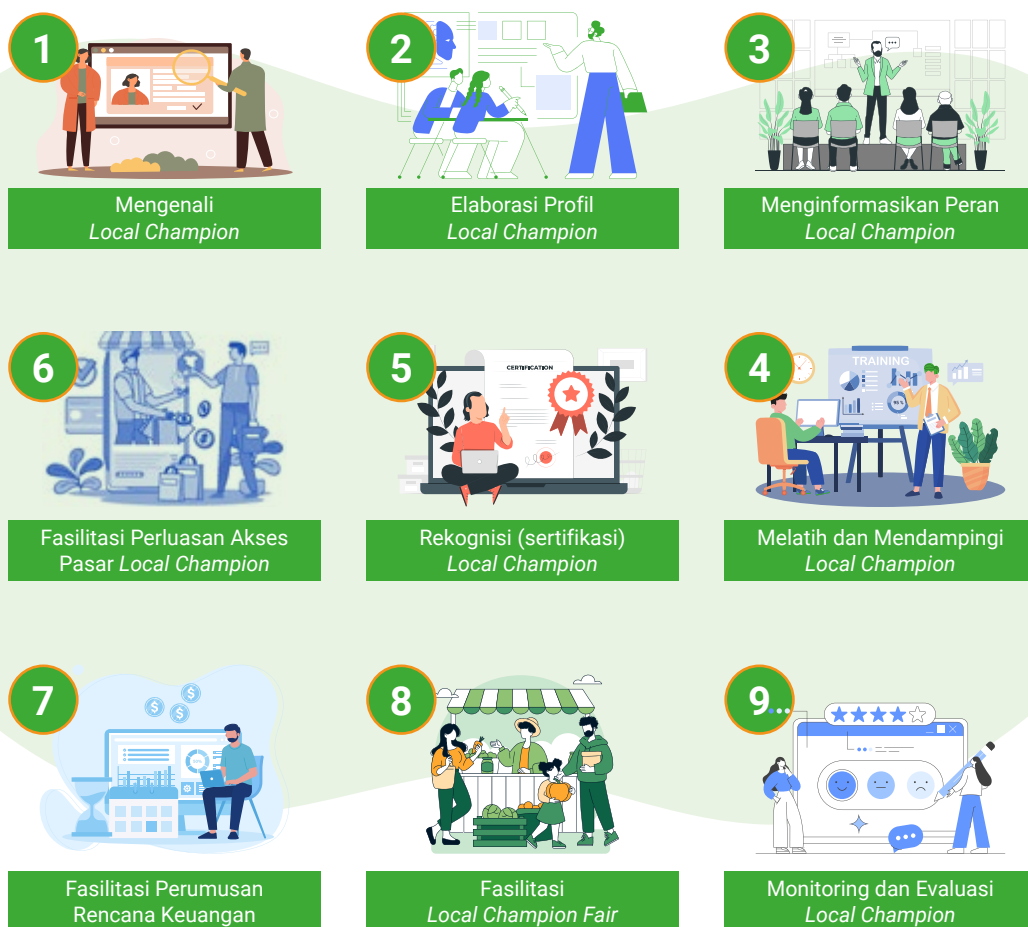 1
Mengenali
Local Champion
2
Elaborasi Profil
Local Champion
3
Menginformasikan Peran
Local Champion
6
Fasilitasi Perluasan Akses
Pasar Local Champion
5
CERTIFICATION
Rekognisi (sertifikasi)
Local Champion
4
TRAINING
Melatih dan Mendampingi
Local Champion
7
Fasilitasi Perumusan
Rencana Keuangan
8
Fasilitasi
Local Champion Fair
9
Monitoring dan Evaluasi
Local Champion